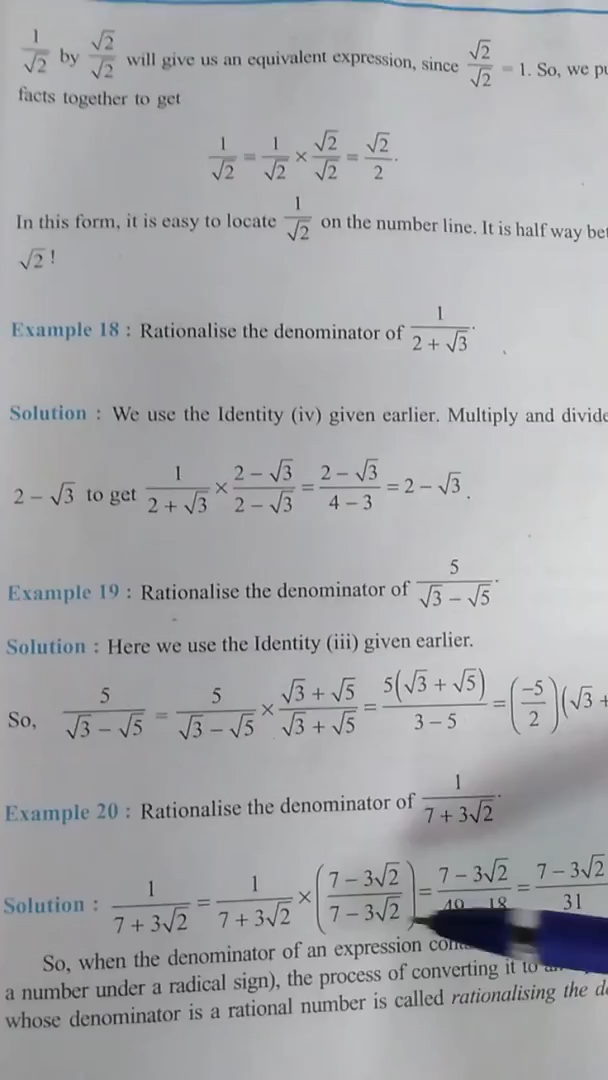 1/√2 by √2/√2 will give us an equivalent expression, since √2/√2 = 1. So, we
facts together to get
1/√2 = 1/√2 × √2/√2 = √2/2.
In this form, it is easy to locate 1/√2 on the number line. It is half way
√2 !
Example 18 : Rationalise the denominator of 1/(2 + √3).
Solution : We use the Identity (iv) given earlier. Multiply and divide
2 – √3 to get 1/(2 + √3) × (2 – √3)/(2 – √3) = (2 – √3)/(4 – 3) = 2 – √3.
Example 19 : Rationalise the denominator of 5/(√3 – √5).
Solution : Here we use the Identity (iii) given earlier.
So, 5/(√3 – √5) = 5/(√3 – √5) × (√3 + √5)/(√3 + √5) = 5(√3 + √5)/(3 – 5) = (–5/2)(√3 +
Example 20 : Rationalise the denominator of 1/(7 + 3√2).
Solution : 1/(7 + 3√2) = 1/(7 + 3√2) × ((7 – 3√2)/(7 – 3√2)) = (7 – 3√2)/(49 – 18) = (7 – 3√2)/31
So, when the denominator of an expression
a number under a radical sign), the process of converting it to
whose denominator is a rational number is called rationalising the